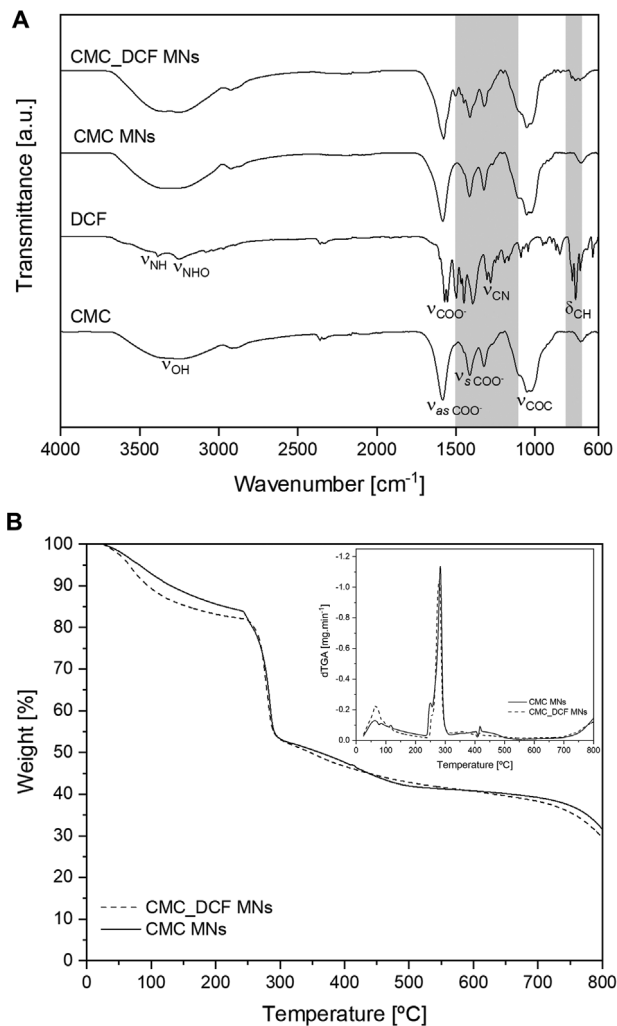 A
CMC_DCF MNs
CMC MNs
DCF
νNH
νNHO
νCOO-
νCN
δCH
CMC
νOH
νas COO-
νs COO-
νCOC
Transmittance [a.u.]
4000 3500 3000 2500 2000 1500 1000 600
Wavenumber [cm-1]
B
100
90
80
70
60
50
40
30
20
10
0
Weight [%]
0 100 200 300 400 500 600 700 800
Temperature [ºC]
CMC_DCF MNs
CMC MNs
-1.2
-1.0
-0.8
-0.6
-0.4
-0.2
0.0
dTGA [mg.min-1]
CMC MNs
CMC_DCF MNs
0 100 200 300 400 500 600 700 800
Temperature [ºC]